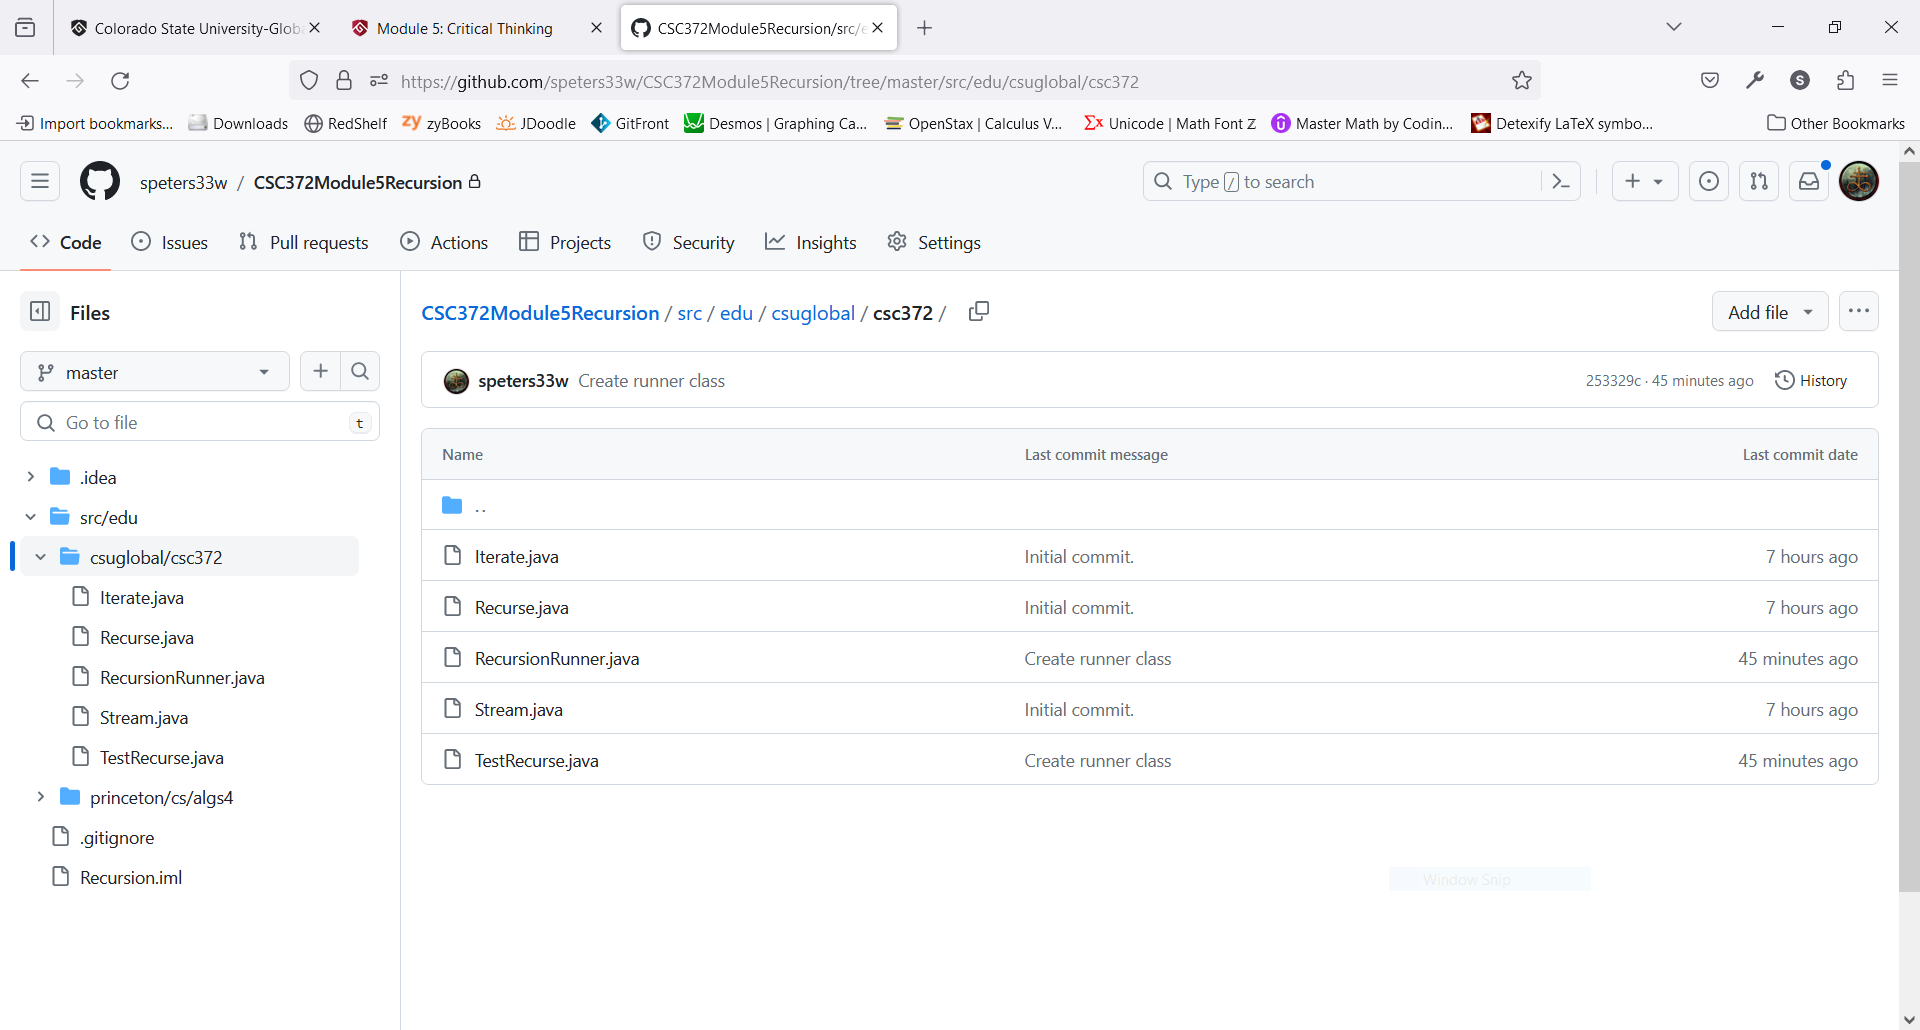 Colorado State University-Globa
Module 5: Critical Thinking
CSC372Module5Recursion/src/e
https://github.com/speters33w/CSC372Module5Recursion/tree/master/src/edu/csuglobal/csc372
S
Import bookmarks...
Downloads
RedShelf
zy zyBooks
JDoodle
GitFront
Desmos | Graphing Ca...
OpenStax | Calculus V...
Σx Unicode | Math Font ℤ
Master Math by Codin...
Detexify LaTeX symbo...
Other Bookmarks
speters33w / CSC372Module5Recursion
Type / to search
Code
Issues
Pull requests
Actions
Projects
Security
Insights
Settings
Files
master
Go to file
t
.idea
src/edu
csuglobal/csc372
Iterate.java
Recurse.java
RecursionRunner.java
Stream.java
TestRecurse.java
princeton/cs/algs4
.gitignore
Recursion.iml
CSC372Module5Recursion / src / edu / csuglobal / csc372 /
Add file
speters33w Create runner class
253329c · 45 minutes ago
History
Name Last commit message Last commit date
..
Iterate.java Initial commit. 7 hours ago
Recurse.java Initial commit. 7 hours ago
RecursionRunner.java Create runner class 45 minutes ago
Stream.java Initial commit. 7 hours ago
TestRecurse.java Create runner class 45 minutes ago
Window Snip